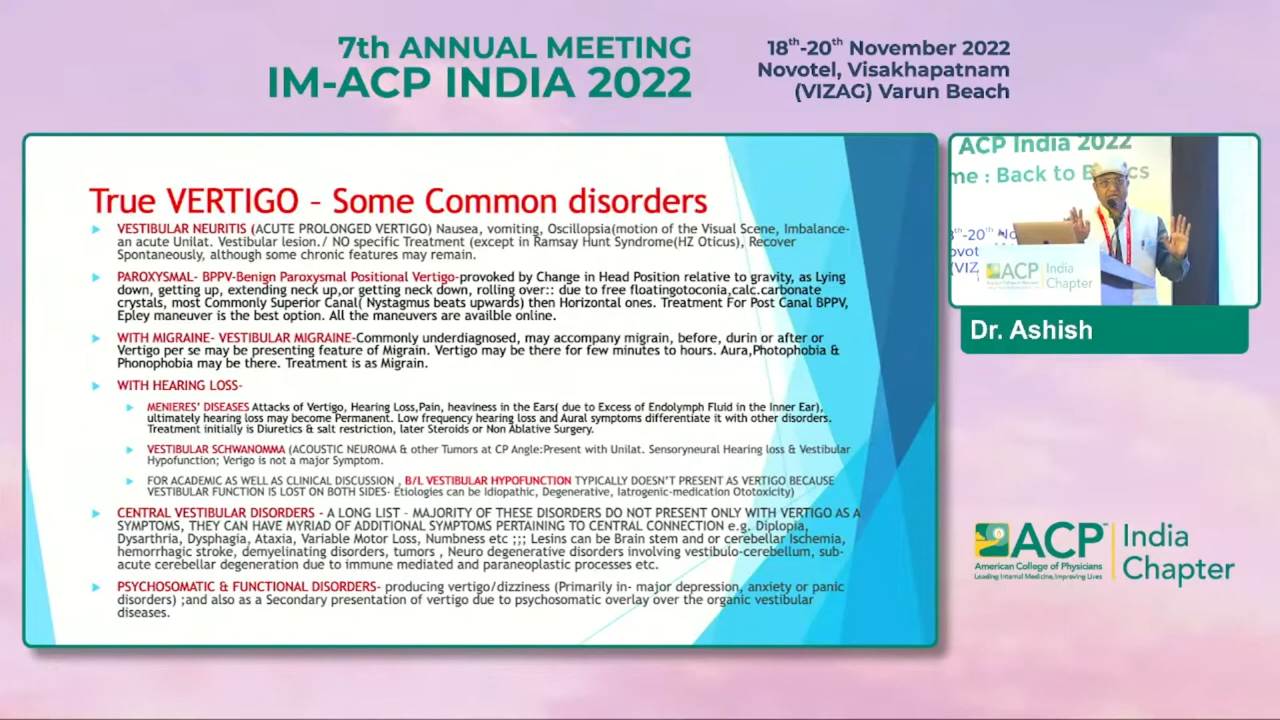 7th ANNUAL MEETING
IM-ACP INDIA 2022
18th-20th November 2022
Novotel, Visakhapatnam
(VIZAG) Varun Beach
True VERTIGO – Some Common disorders
VESTIBULAR NEURITIS (ACUTE PROLONGED VERTIGO) Nausea, vomiting, Oscillopsia(motion of the Visual Scene, Imbalance-
an acute Unilat. Vestibular lesion./ NO specific Treatment (except in Ramsay Hunt Syndrome(HZ Oticus), Recover
Spontaneously, although some chronic features may remain.
PAROXYSMAL- BPPV-Benign Paroxysmal Positional Vertigo-provoked by Change in Head Position relative to gravity, as Lying
down, getting up, extending neck up,or getting neck down, rolling over:: due to free floatingotoconia,calc.carbonate
crystals, most Commonly Superior Canal( Nystagmus beats upwards) then Horizontal ones. Treatment For Post Canal BPPV,
Epley maneuver is the best option. All the maneuvers are availble online.
WITH MIGRAINE- VESTIBULAR MIGRAINE-Commonly underdiagnosed, may accompany migrain, before, durin or after or
Vertigo per se may be presenting feature of Migrain. Vertigo may be there for few minutes to hours. Aura,Photophobia &
Phonophobia may be there. Treatment is as Migrain.
WITH HEARING LOSS-
MENIERES' DISEASES Attacks of Vertigo, Hearing Loss,Pain, heaviness in the Ears( due to Excess of Endolymph Fluid in the Inner Ear),
ultimately hearing loss may become Permanent. Low frequency hearing loss and Aural symptoms differentiate it with other disorders.
Treatment initially is Diuretics & salt restriction, later Steroids or Non Ablative Surgery.
VESTIBULAR SCHWANOMMA (ACOUSTIC NEUROMA & other Tumors at CP Angle:Present with Unilat. Sensoryneural Hearing loss & Vestibular
Hypofunction; Verigo is not a major Symptom.
FOR ACADEMIC AS WELL AS CLINICAL DISCUSSION , B/L VESTIBULAR HYPOFUNCTION TYPICALLY DOESN'T PRESENT AS VERTIGO BECAUSE
VESTIBULAR FUNCTION IS LOST ON BOTH SIDES- Etiologies can be Idiopathic, Degenerative, Iatrogenic-medication Ototoxicity)
CENTRAL VESTIBULAR DISORDERS - A LONG LIST - MAJORITY OF THESE DISORDERS DO NOT PRESENT ONLY WITH VERTIGO AS A
SYMPTOMS, THEY CAN HAVE MYRIAD OF ADDITIONAL SYMPTOMS PERTAINING TO CENTRAL CONNECTION e.g. Diplopia,
Dysarthria, Dysphagia, Ataxia, Variable Motor Loss, Numbness etc ;;; Lesins can be Brain stem and or cerebellar Ischemia,
hemorrhagic stroke, demyelinating disorders, tumors , Neuro degenerative disorders involving vestibulo-cerebellum, sub-
acute cerebellar degeneration due to immune mediated and paraneoplastic processes etc.
PSYCHOSOMATIC & FUNCTIONAL DISORDERS- producing vertigo/dizziness (Primarily in- major depression, anxiety or panic
disorders) ;and also as a Secondary presentation of vertigo due to psychosomatic overlay over the organic vestibular
diseases.
ACP India 2022
me : Back to B cs
-20th No
ovot
(VIZ
ACP India
Chapter
Dr. Ashish
ACP
American College of Physicians
Leading Internal Medicine, Improving Lives
India
Chapter